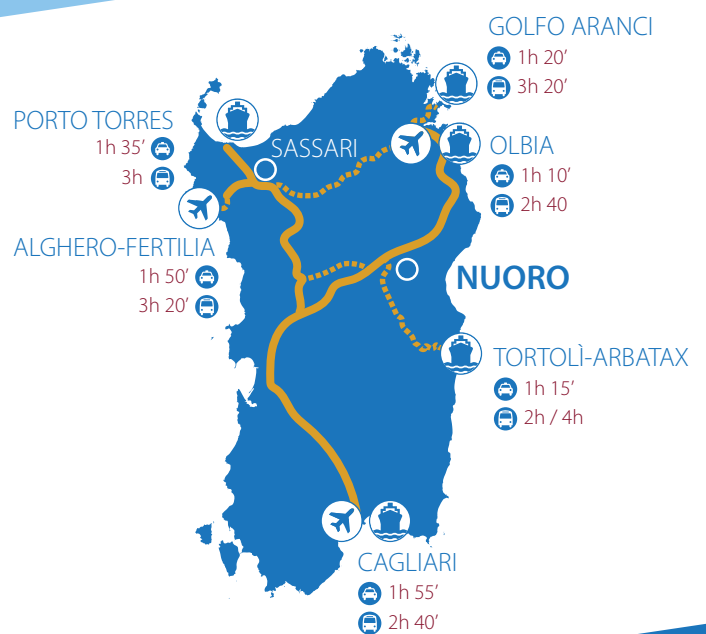 GOLFO ARANCI
1h 20’
3h 20’
PORTO TORRES
1h 35’
3h
SASSARI
OLBIA
1h 10’
2h 40
ALGHERO-FERTILIA
1h 50’
3h 20’
NUORO
TORTOLÌ-ARBATAX
1h 15’
2h / 4h
CAGLIARI
1h 55’
2h 40’